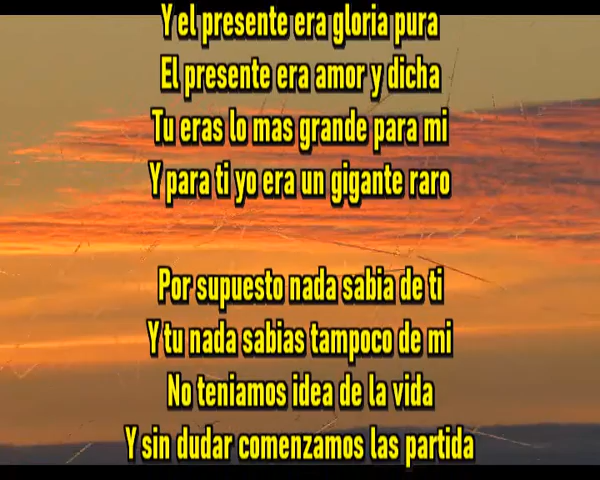 Y el presente era gloria pura
El presente era amor y dicha
Tu eras lo mas grande para mi
Y para ti yo era un gigante raro
Por supuesto nada sabia de ti
Y tu nada sabias tampoco de mi
No teniamos idea de la vida
Y sin dudar comenzamos las partida